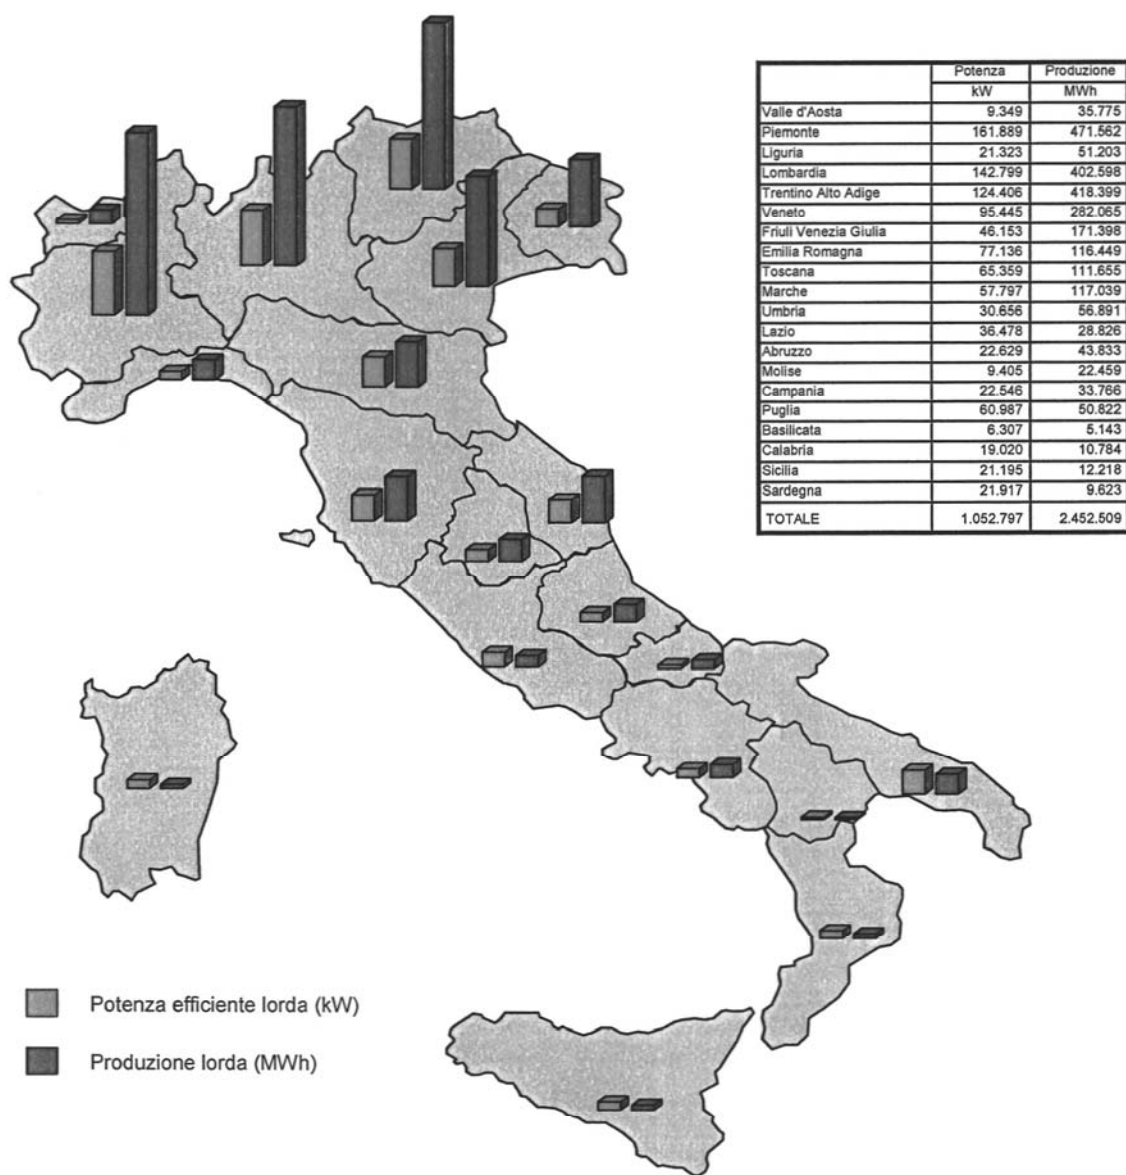 Potenza Produzione
kW MWh
Valle d'Aosta 9.349 35.775
Piemonte 161.889 471.562
Liguria 21.323 51.203
Lombardia 142.799 402.598
Trentino Alto Adige 124.406 418.399
Veneto 95.445 282.065
Friuli Venezia Giulia 46.153 171.398
Emilia Romagna 77.136 116.449
Toscana 65.359 111.655
Marche 57.797 117.039
Umbria 30.656 56.891
Lazio 36.478 28.826
Abruzzo 22.629 43.833
Molise 9.405 22.459
Campania 22.546 33.766
Puglia 60.987 50.822
Basilicata 6.307 5.143
Calabria 19.020 10.784
Sicilia 21.195 12.218
Sardegna 21.917 9.623
TOTALE 1.052.797 2.452.509
Potenza efficiente lorda (kW)
Produzione lorda (MWh)